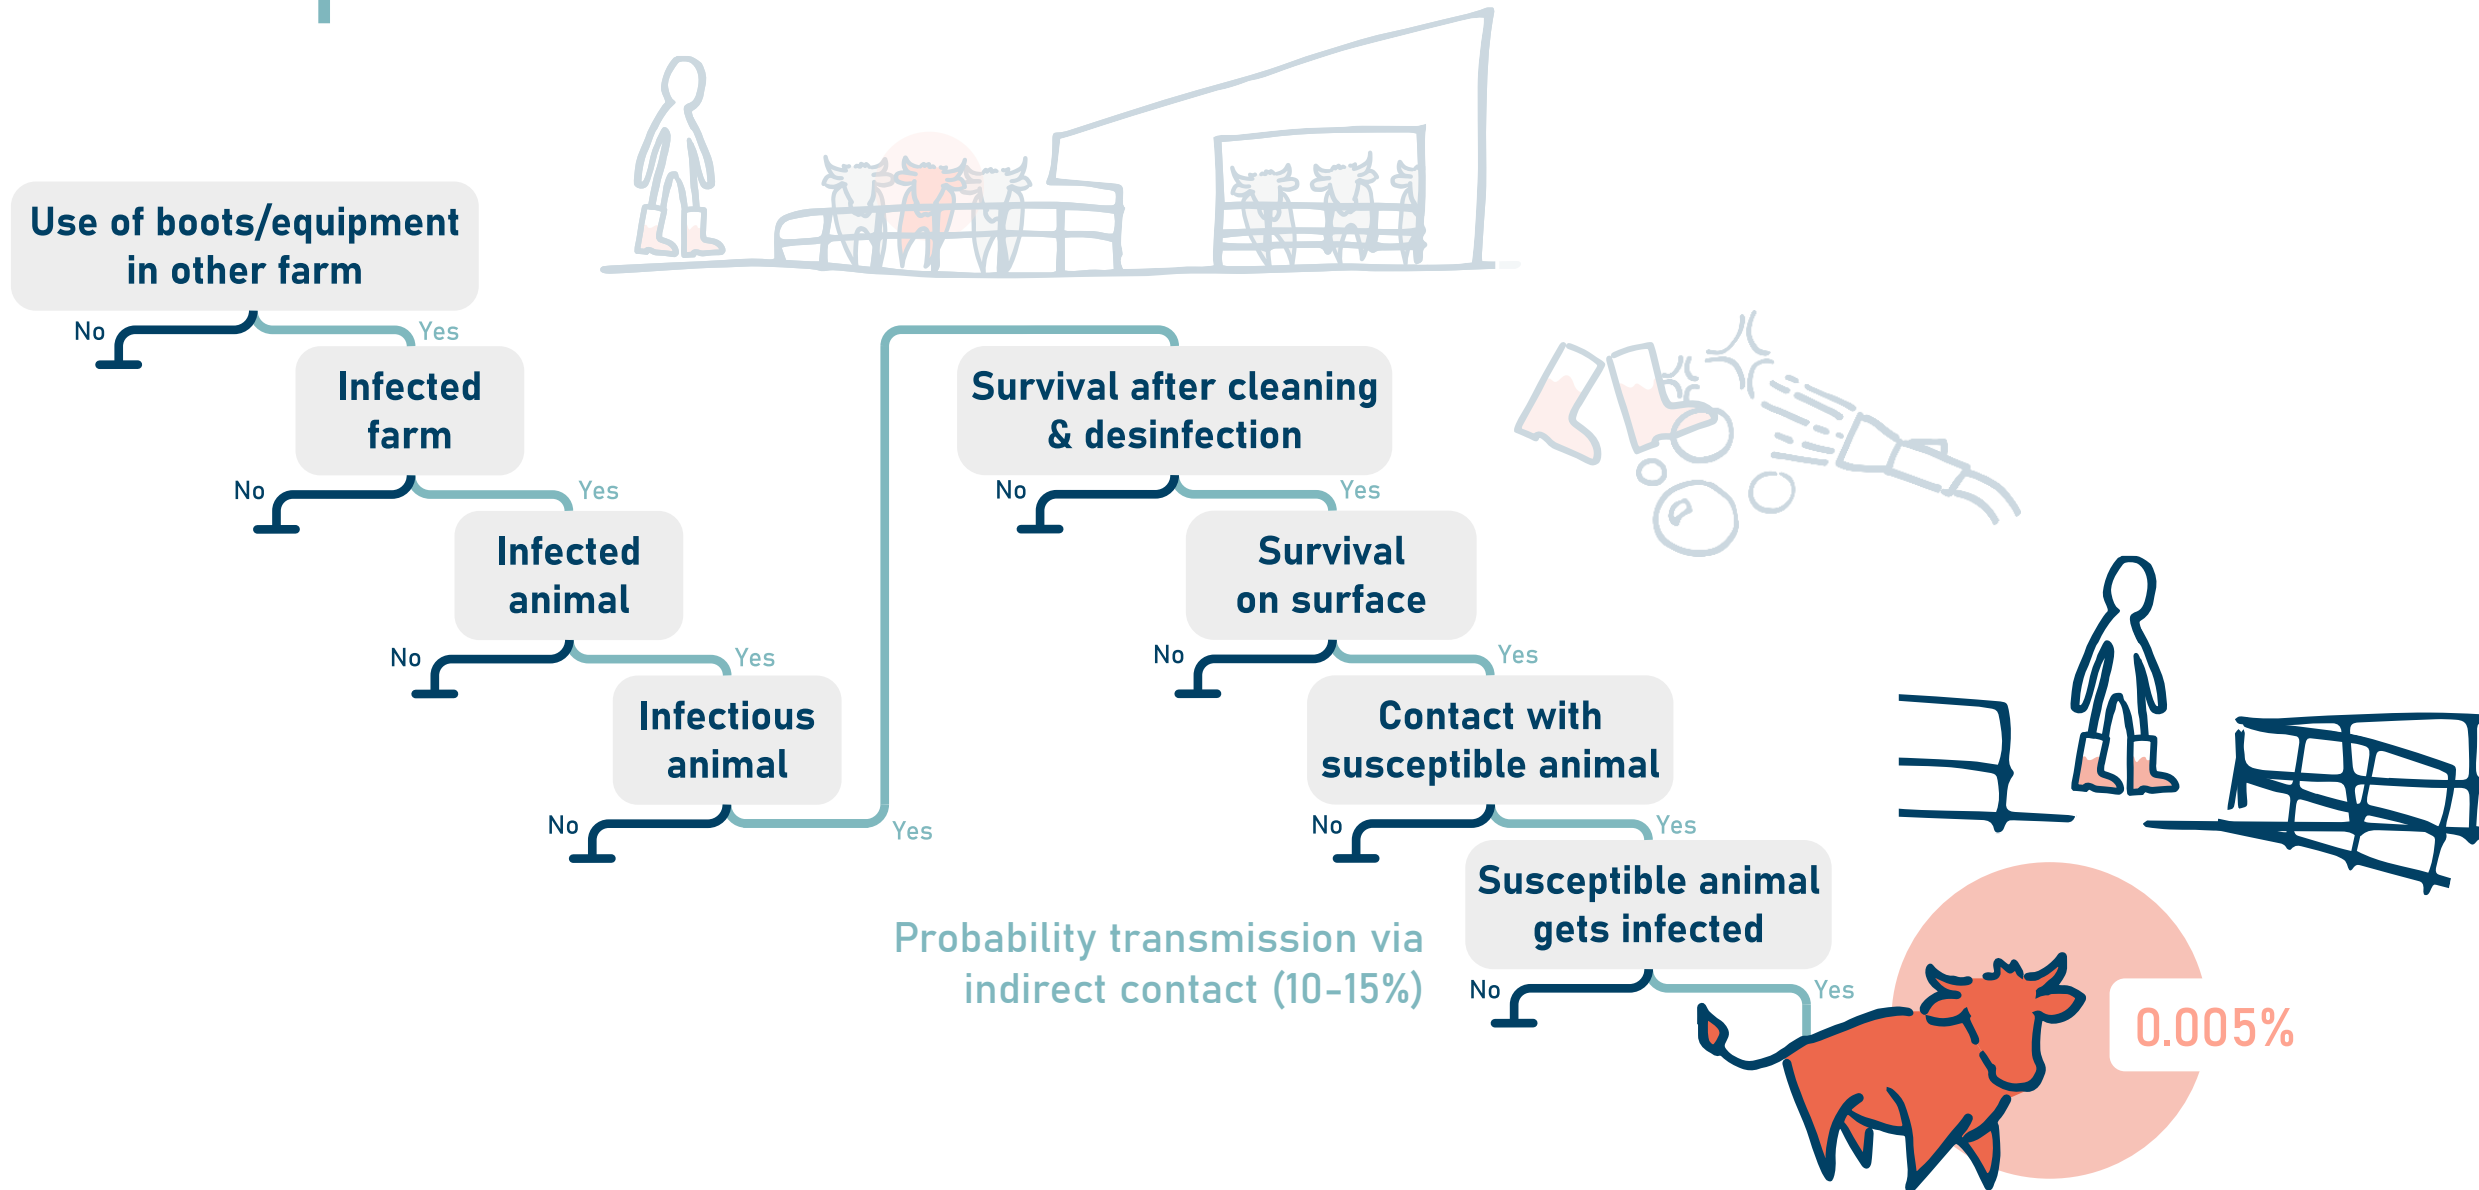 Use of boots/equipment
in other farm
No
Yes
Infected
farm
No
Yes
Infected
animal
No
Yes
Infectious
animal
No
Yes
Survival after cleaning
& desinfection
No
Yes
Survival
on surface
No
Yes
Contact with
susceptible animal
No
Yes
Susceptible animal
gets infected
No
Yes
Probability transmission via
indirect contact (10-15%)
0.005%